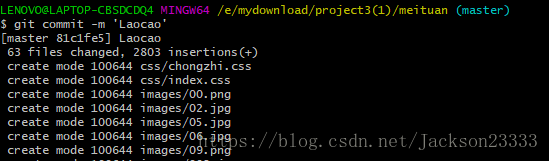 LENOVO@LAPTOP-CBSDCDQ4 MINGW64 /e/mydownload/project3(1)/meituan (master)
$ git commit -m 'Laocao'
[master 81c1fe5] Laocao
 63 files changed, 2803 insertions(+)
 create mode 100644 css/chongzhi.css
 create mode 100644 css/index.css
 create mode 100644 images/00.png
 create mode 100644 images/02.jpg
 create mode 100644 images/05.jpg
 create mode 100644 images/06.jpg
 create mode 100644 images/09.png
https://blog.csdn.net/Jackson23333